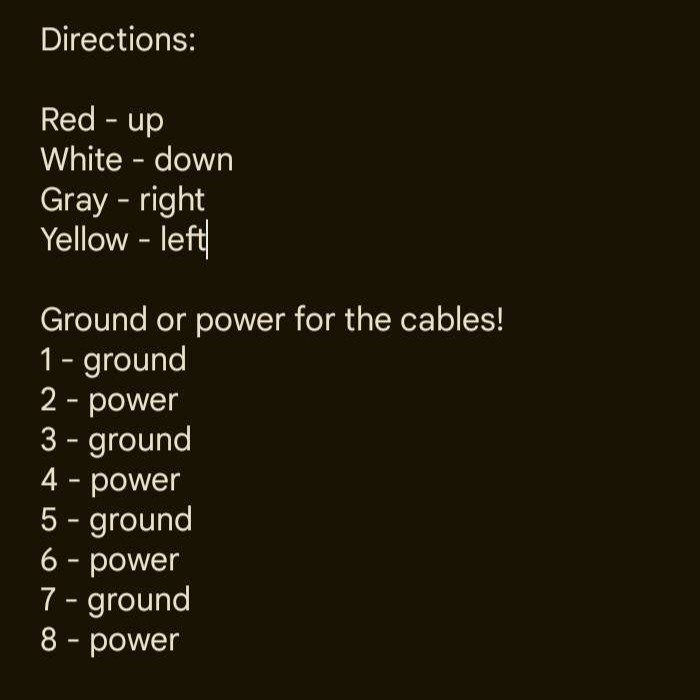 Directions:
Red - up
White - down
Gray - right
Yellow - left
Ground or power for the cables!
1 - ground
2 - power
3 - ground
4 - power
5 - ground
6 - power
7 - ground
8 - power